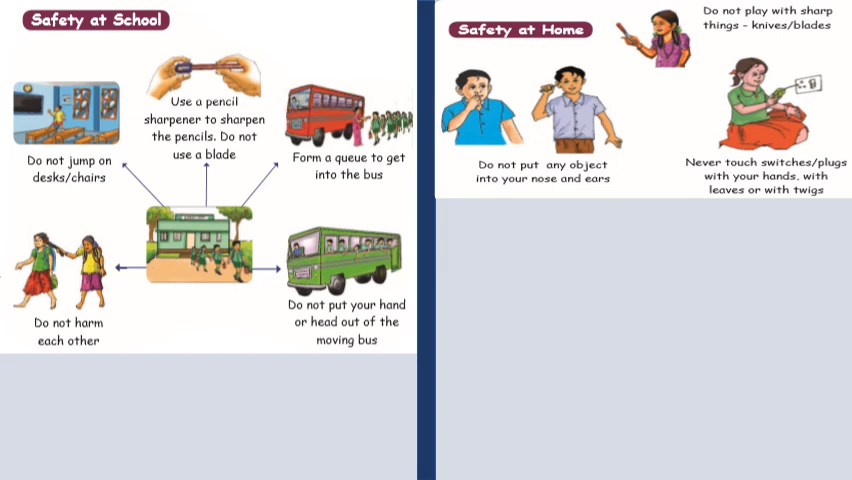 Safety at School
Use a pencil
sharpener to sharpen
the pencils. Do not
use a blade
Do not jump on
desks/chairs
Form a queue to get
into the bus
Do not harm
each other
Do not put your hand
or head out of the
moving bus
Safety at Home
Do not play with sharp
things - knives/blades
Do not put any object
into your nose and ears
Never touch switches/plugs
with your hands, with
leaves or with twigs